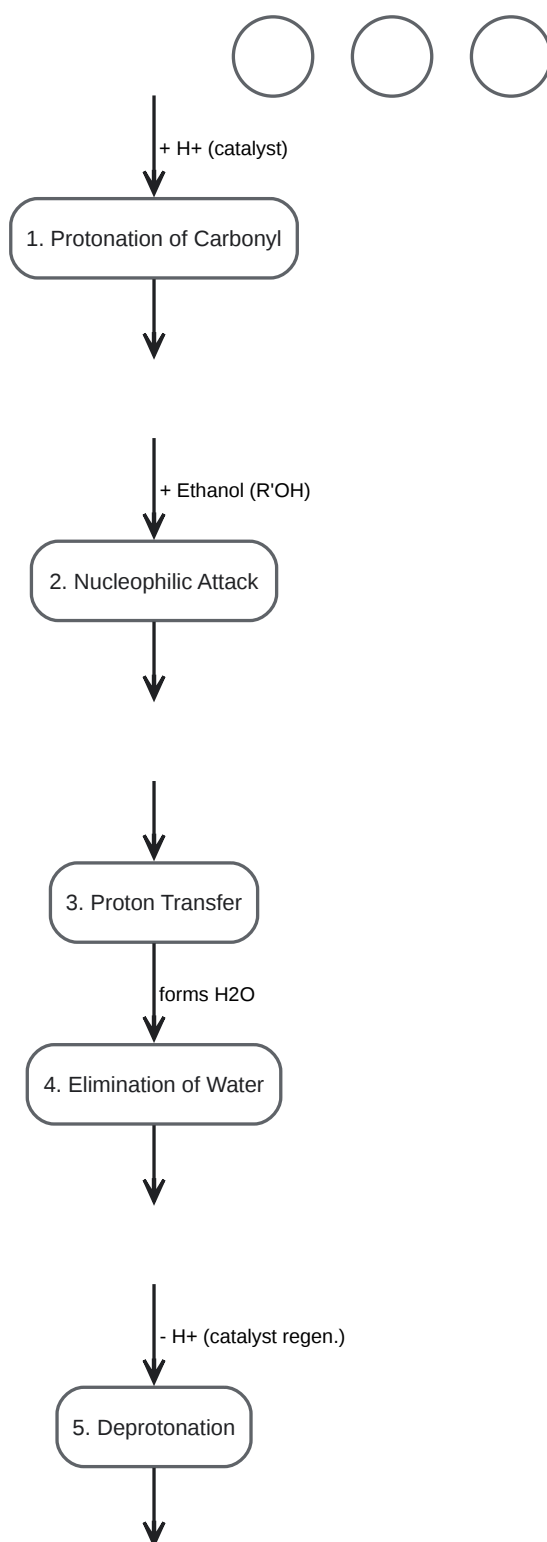 + H+ (catalyst)
1. Protonation of Carbonyl
+ Ethanol (R'OH)
2. Nucleophilic Attack
3. Proton Transfer
forms H2O
4. Elimination of Water
- H+ (catalyst regen.)
5. Deprotonation